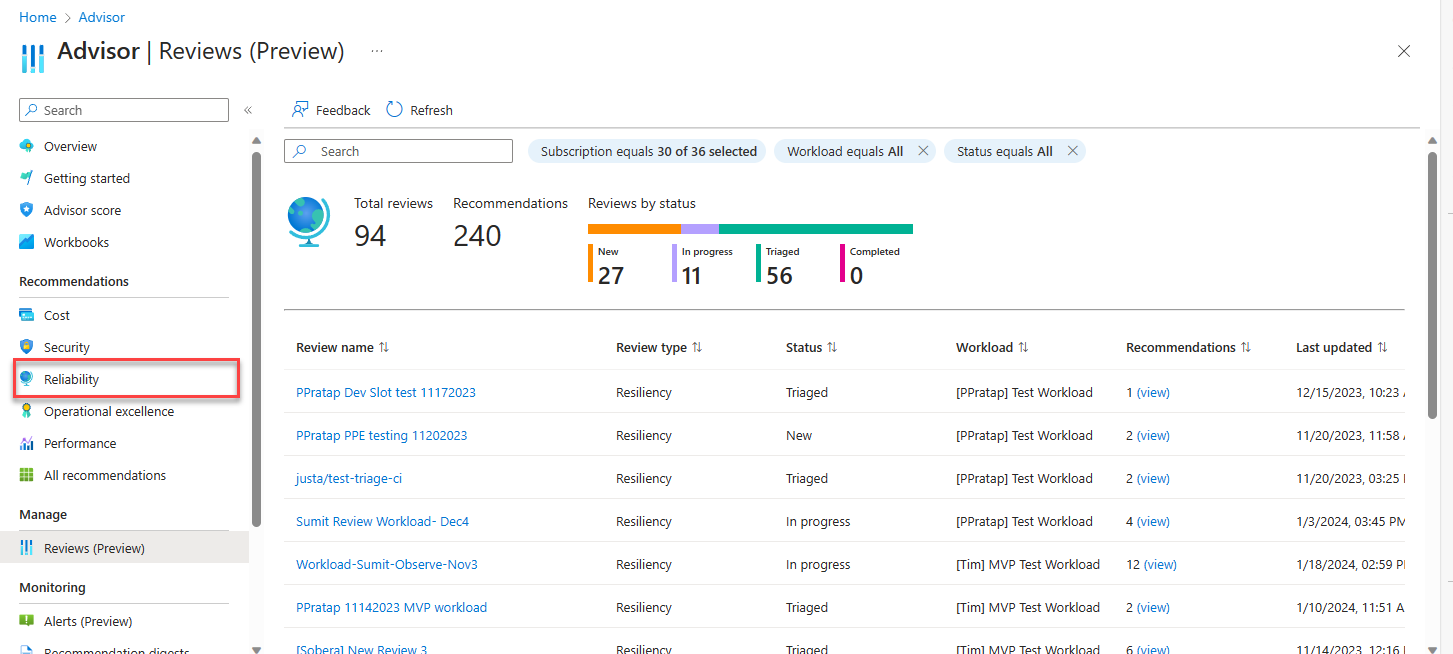 Home > Advisor
Advisor | Reviews (Preview) ...
Search «
Overview
Getting started
Advisor score
Workbooks
Recommendations
Cost
Security
Reliability
Operational excellence
Performance
All recommendations
Manage
Reviews (Preview)
Monitoring
Alerts (Preview)
Recommendation digests
Feedback Refresh
Search Subscription equals 30 of 36 selected Workload equals All Status equals All
Total reviews Recommendations Reviews by status
94 240
New In progress Triaged Completed
27 11 56 0
Review name Review type Status Workload Recommendations Last updated
PPratap Dev Slot test 11172023 Resiliency Triaged [PPratap] Test Workload 1 (view) 12/15/2023, 10:23
PPratap PPE testing 11202023 Resiliency New [PPratap] Test Workload 2 (view) 11/20/2023, 11:58
justa/test-triage-ci Resiliency Triaged [PPratap] Test Workload 2 (view) 11/20/2023, 03:25
Sumit Review Workload- Dec4 Resiliency In progress [PPratap] Test Workload 4 (view) 1/3/2024, 03:45 PM
Workload-Sumit-Observe-Nov3 Resiliency In progress [Tim] MVP Test Workload 12 (view) 1/18/2024, 02:59 P
PPratap 11142023 MVP workload Resiliency Triaged [Tim] MVP Test Workload 2 (view) 1/10/2024, 11:51 A
[Sobera] New Review 3 Resiliency Triaged [Tim] MVP Test Workload 6 (view) 11/14/2023, 12:16